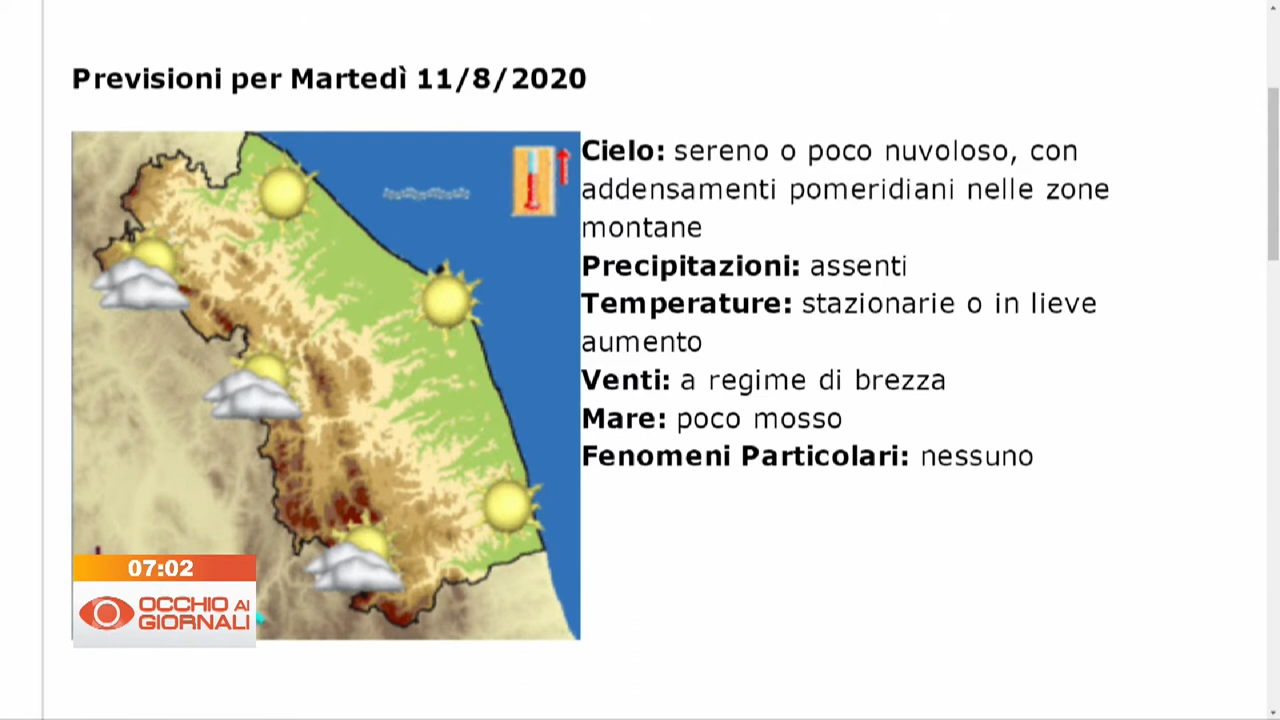 Previsioni per Martedì 11/8/2020
Cielo: sereno o poco nuvoloso, con
addensamenti pomeridiani nelle zone
montane
Precipitazioni: assenti
Temperature: stazionarie o in lieve
aumento
Venti: a regime di brezza
Mare: poco mosso
Fenomeni Particolari: nessuno
07:02
OCCHIO AI
GIORNALI